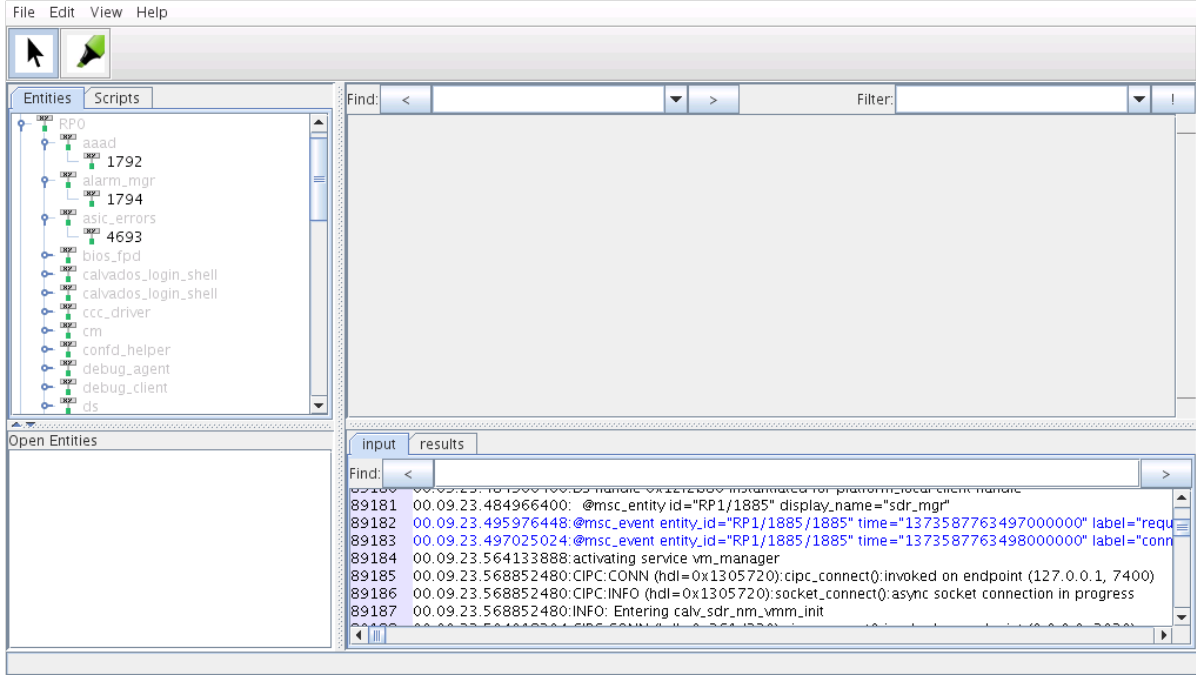 File Edit View Help
Entities Scripts
RP0
aaad
1792
alarm_mgr
1794
asic_errors
4693
bios_fpd
calvados_login_shell
calvados_login_shell
ccc_driver
cm
confd_helper
debug_agent
debug_client
ds
Open Entities
Find: < > Filter: !
input results
Find: < >
89181 00.09.23.484966400: @msc_entity id="RP1/1885" display_name="sdr_mgr"
89182 00.09.23.495976448:@msc_event entity_id="RP1/1885/1885" time="1373587763497000000" label="requ
89183 00.09.23.497025024:@msc_event entity_id="RP1/1885/1885" time="1373587763498000000" label="conn
89184 00.09.23.564133888:activating service vm_manager
89185 00.09.23.568852480:CIPC:CONN (hdl=0x1305720):cipc_connect():invoked on endpoint (127.0.0.1, 7400)
89186 00.09.23.568852480:CIPC:INFO (hdl=0x1305720):socket_connect():async socket connection in progress
89187 00.09.23.568852480:INFO: Entering calv_sdr_nm_vmm_init